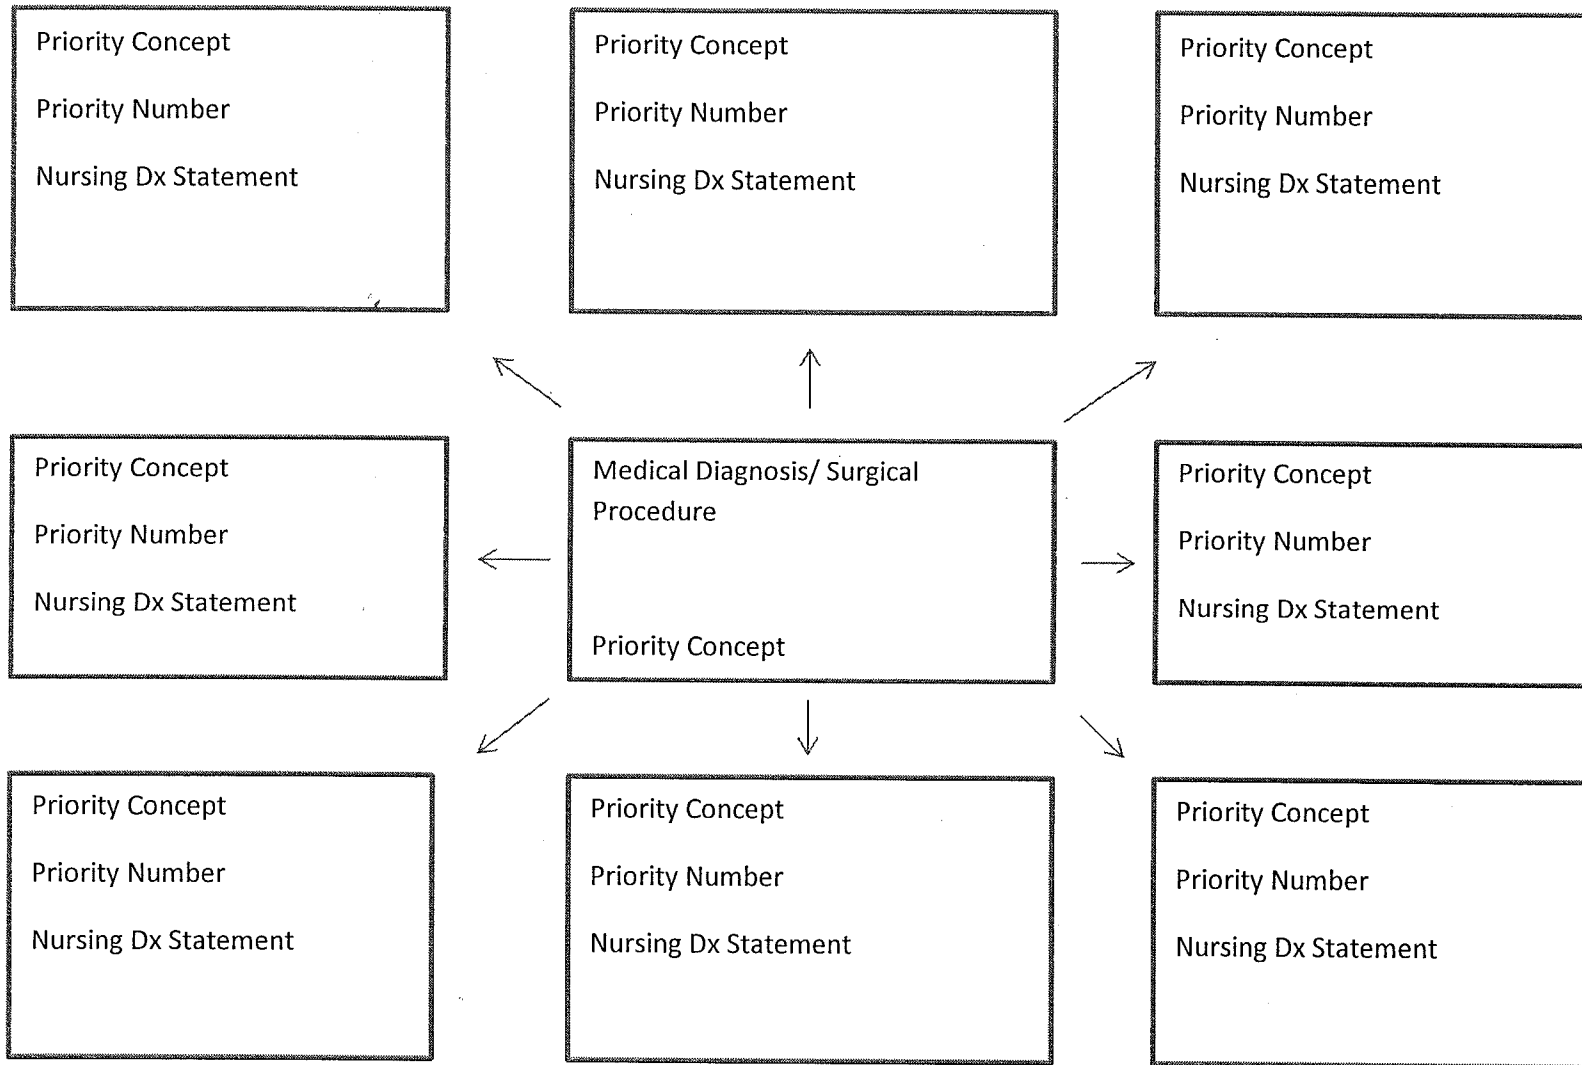 Priority Concept
Priority Number
Nursing Dx Statement
Priority Concept
Priority Number
Nursing Dx Statement
Priority Concept
Priority Number
Nursing Dx Statement
Priority Concept
Priority Number
Nursing Dx Statement
Medical Diagnosis/ Surgical
Procedure
Priority Concept
Priority Concept
Priority Number
Nursing Dx Statement
Priority Concept
Priority Number
Nursing Dx Statement
Priority Concept
Priority Number
Nursing Dx Statement
Priority Concept
Priority Number
Nursing Dx Statement